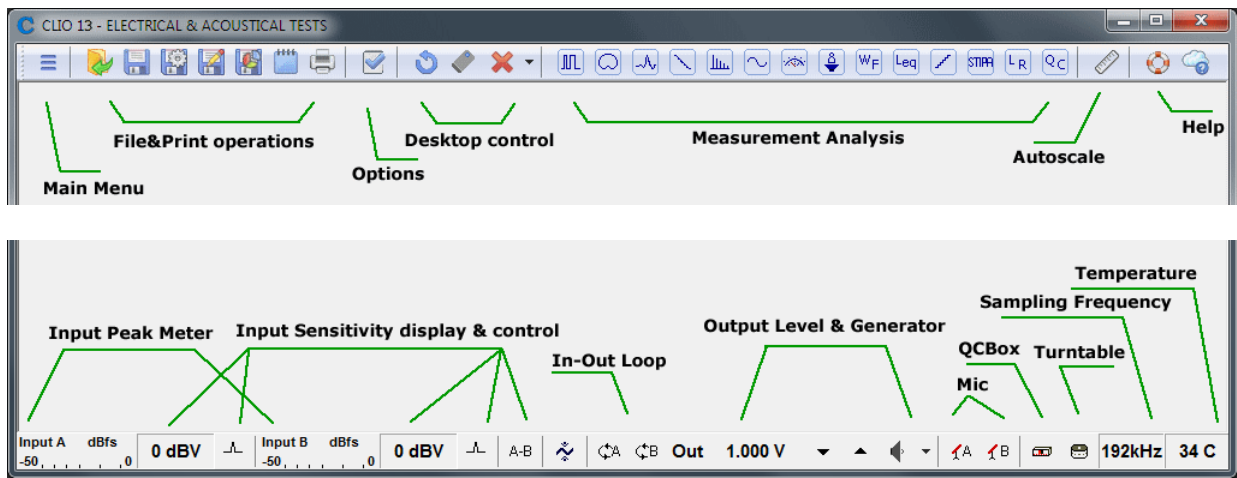 CLIO 13 - ELECTRICAL & ACOUSTICAL TESTS
WF Leq STIPA LR QC
File&Print operations
Desktop control
Measurement Analysis
Help
Main Menu
Options
Autoscale
Temperature
Sampling Frequency
Input Peak Meter
Input Sensitivity display & control
Output Level & Generator
In-Out Loop
QCBox
Turntable
Mic
Input A dBfs
-50 0
0 dBV
Input B dBfs
-50 0
0 dBV
A-B
A
B
Out 1.000 V
A
B
192kHz
34 C